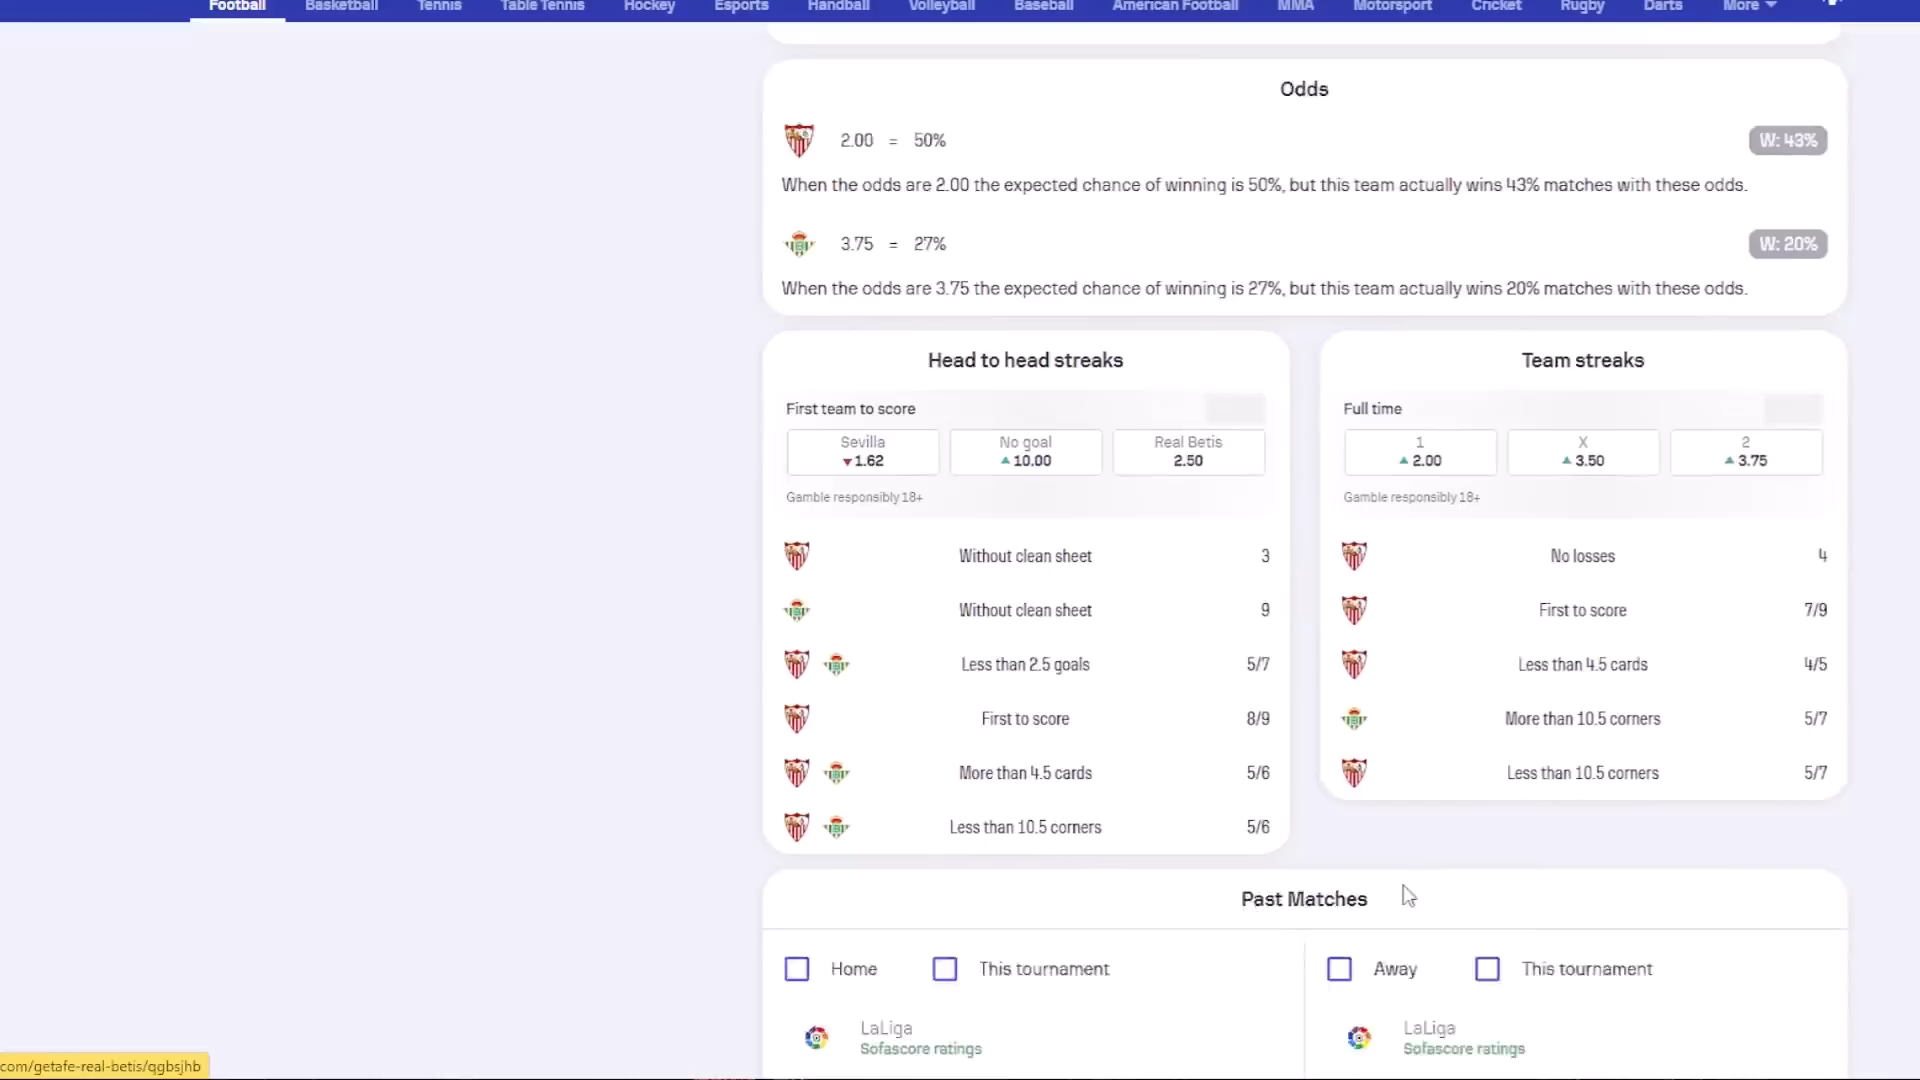 Football Basketball Tennis Table Tennis Hockey Esports Handball Volleyball Baseball American Football MMA Motorsport Cricket Rugby Darts More
Odds
2.00 = 50% W: 43%
When the odds are 2.00 the expected chance of winning is 50%, but this team actually wins 43% matches with these odds.
3.75 = 27% W: 20%
When the odds are 3.75 the expected chance of winning is 27%, but this team actually wins 20% matches with these odds.
Head to head streaks
First team to score
Sevilla No goal Real Betis
1.62 10.00 2.50
Gamble responsibly 18+
Without clean sheet 3
Without clean sheet 9
Less than 2.5 goals 5/7
First to score 8/9
More than 4.5 cards 5/6
Less than 10.5 corners 5/6
Team streaks
Full time
1 X 2
2.00 3.50 3.75
Gamble responsibly 18+
No losses 4
First to score 7/9
Less than 4.5 cards 4/5
More than 10.5 corners 5/7
Less than 10.5 corners 5/7
Past Matches
Home This tournament
LaLiga
Sofascore ratings
Away This tournament
LaLiga
Sofascore ratings
com/getafe-real-betis/qgbsjhb